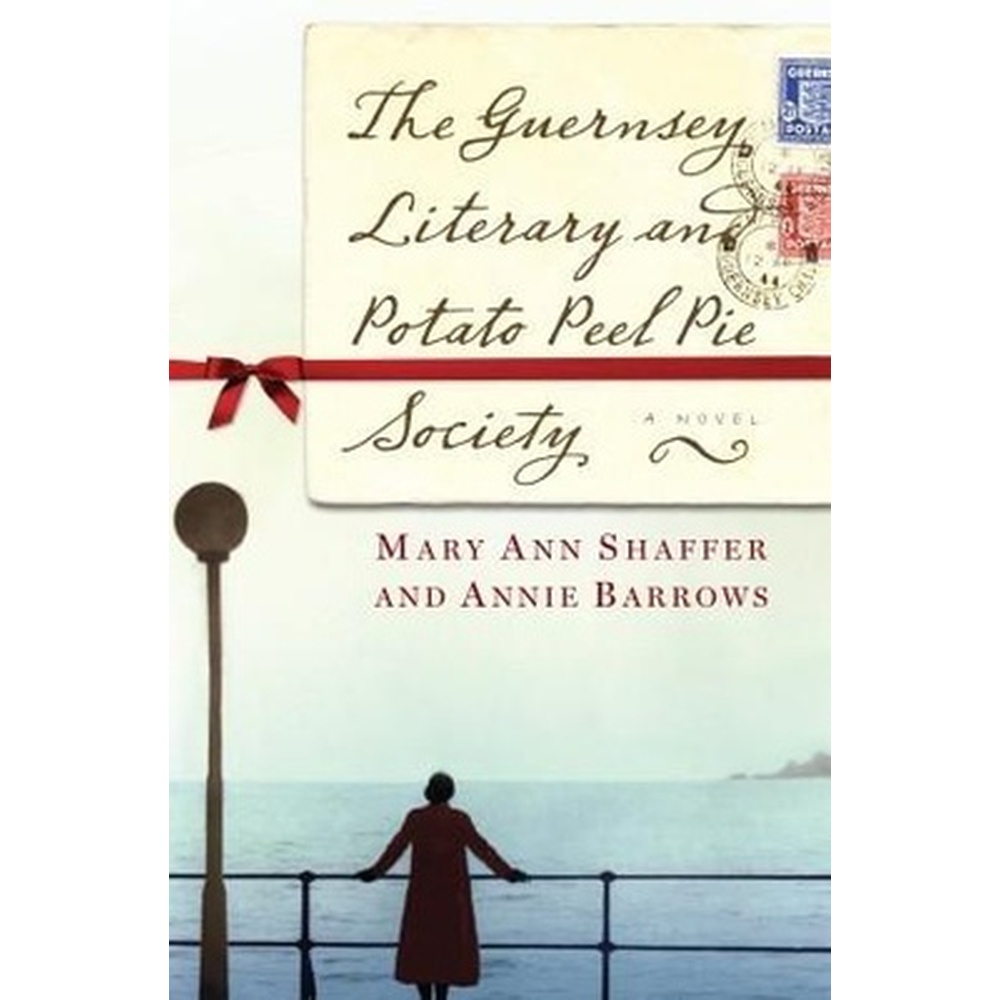 The Guernsey
Literary and
Potato Peel Pie
Society
A NOVEL
MARY ANN SHAFFER
AND ANNIE BARROWS